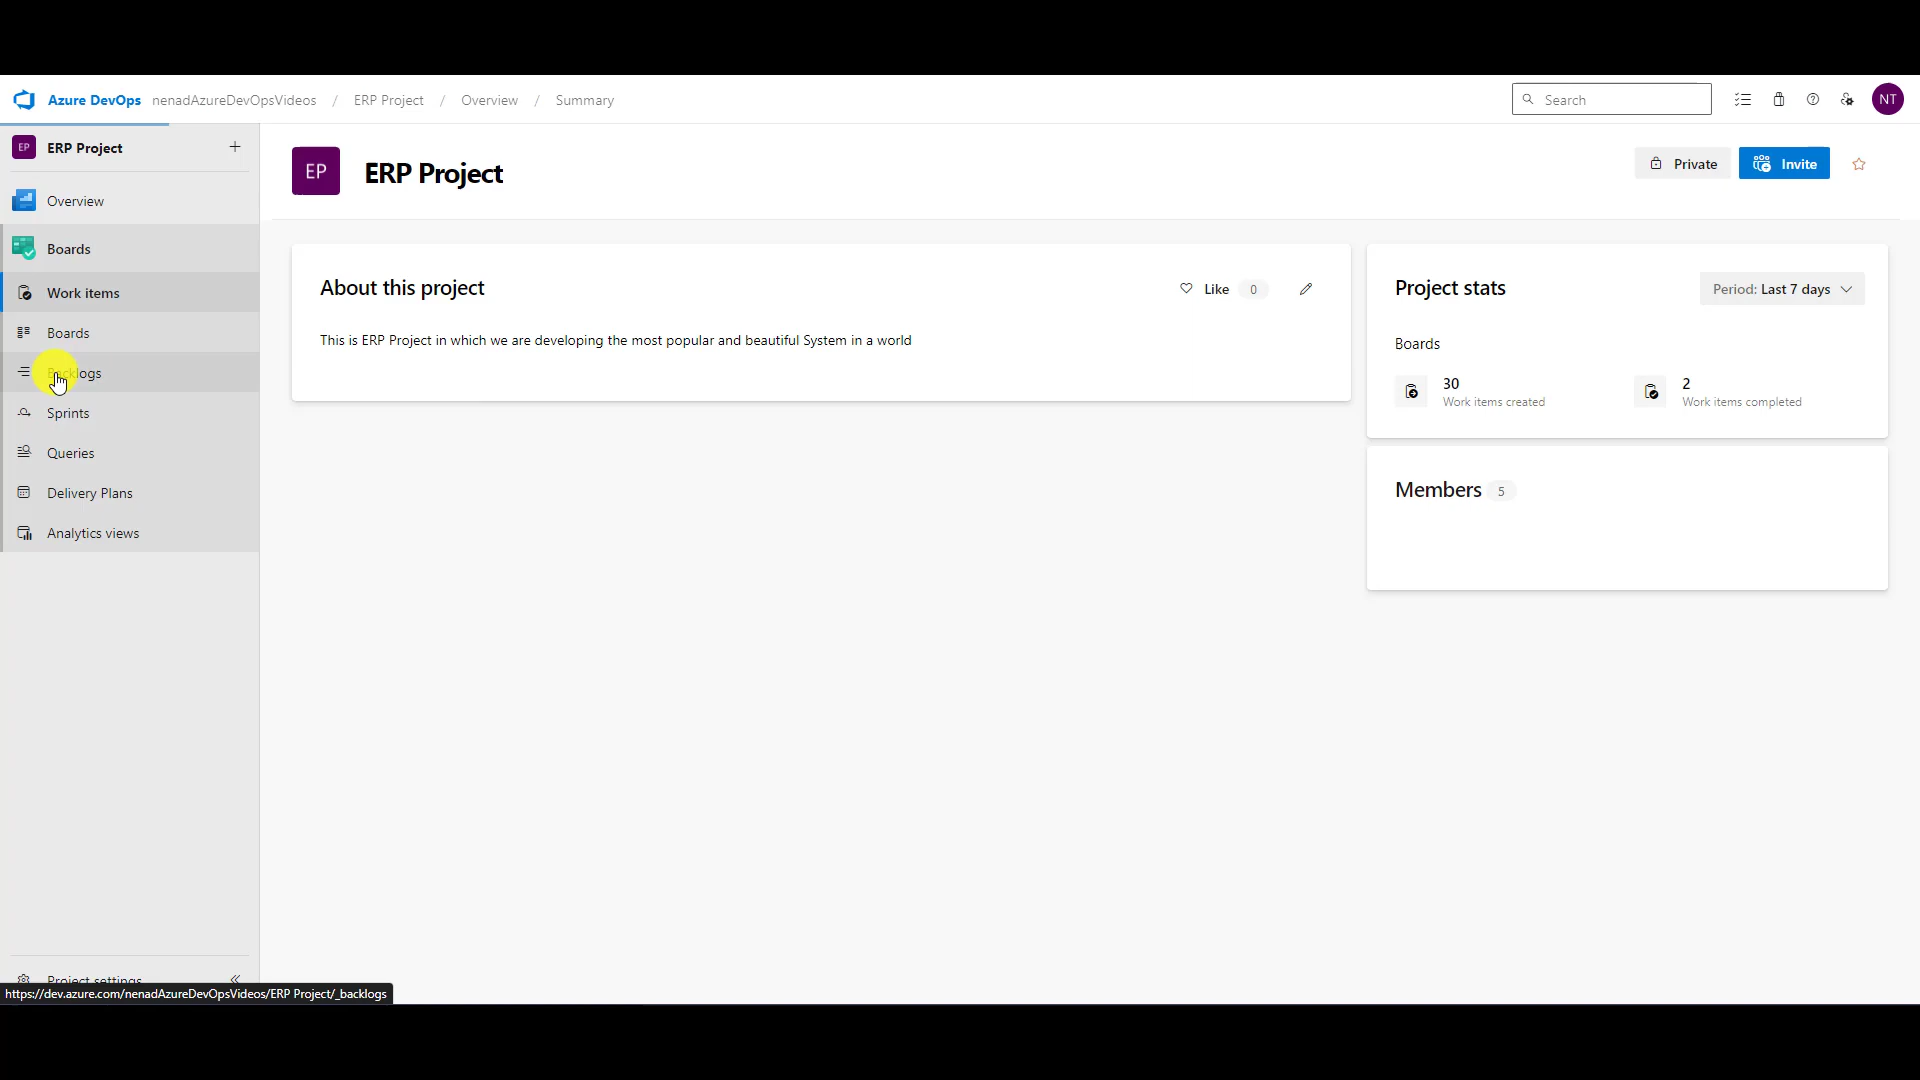 Azure DevOps nenadAzureDevOpsVideos / ERP Project / Overview / Summary
Search
NT
EP ERP Project
Overview
Boards
Work items
Boards
Backlogs
Sprints
Queries
Delivery Plans
Analytics views
Project settings
https://dev.azure.com/nenadAzureDevOpsVideos/ERP Project/_backlogs
EP ERP Project
Private
Invite
About this project
Like 0
This is ERP Project in which we are developing the most popular and beautiful System in a world
Project stats
Period: Last 7 days
Boards
30
Work items created
2
Work items completed
Members 5